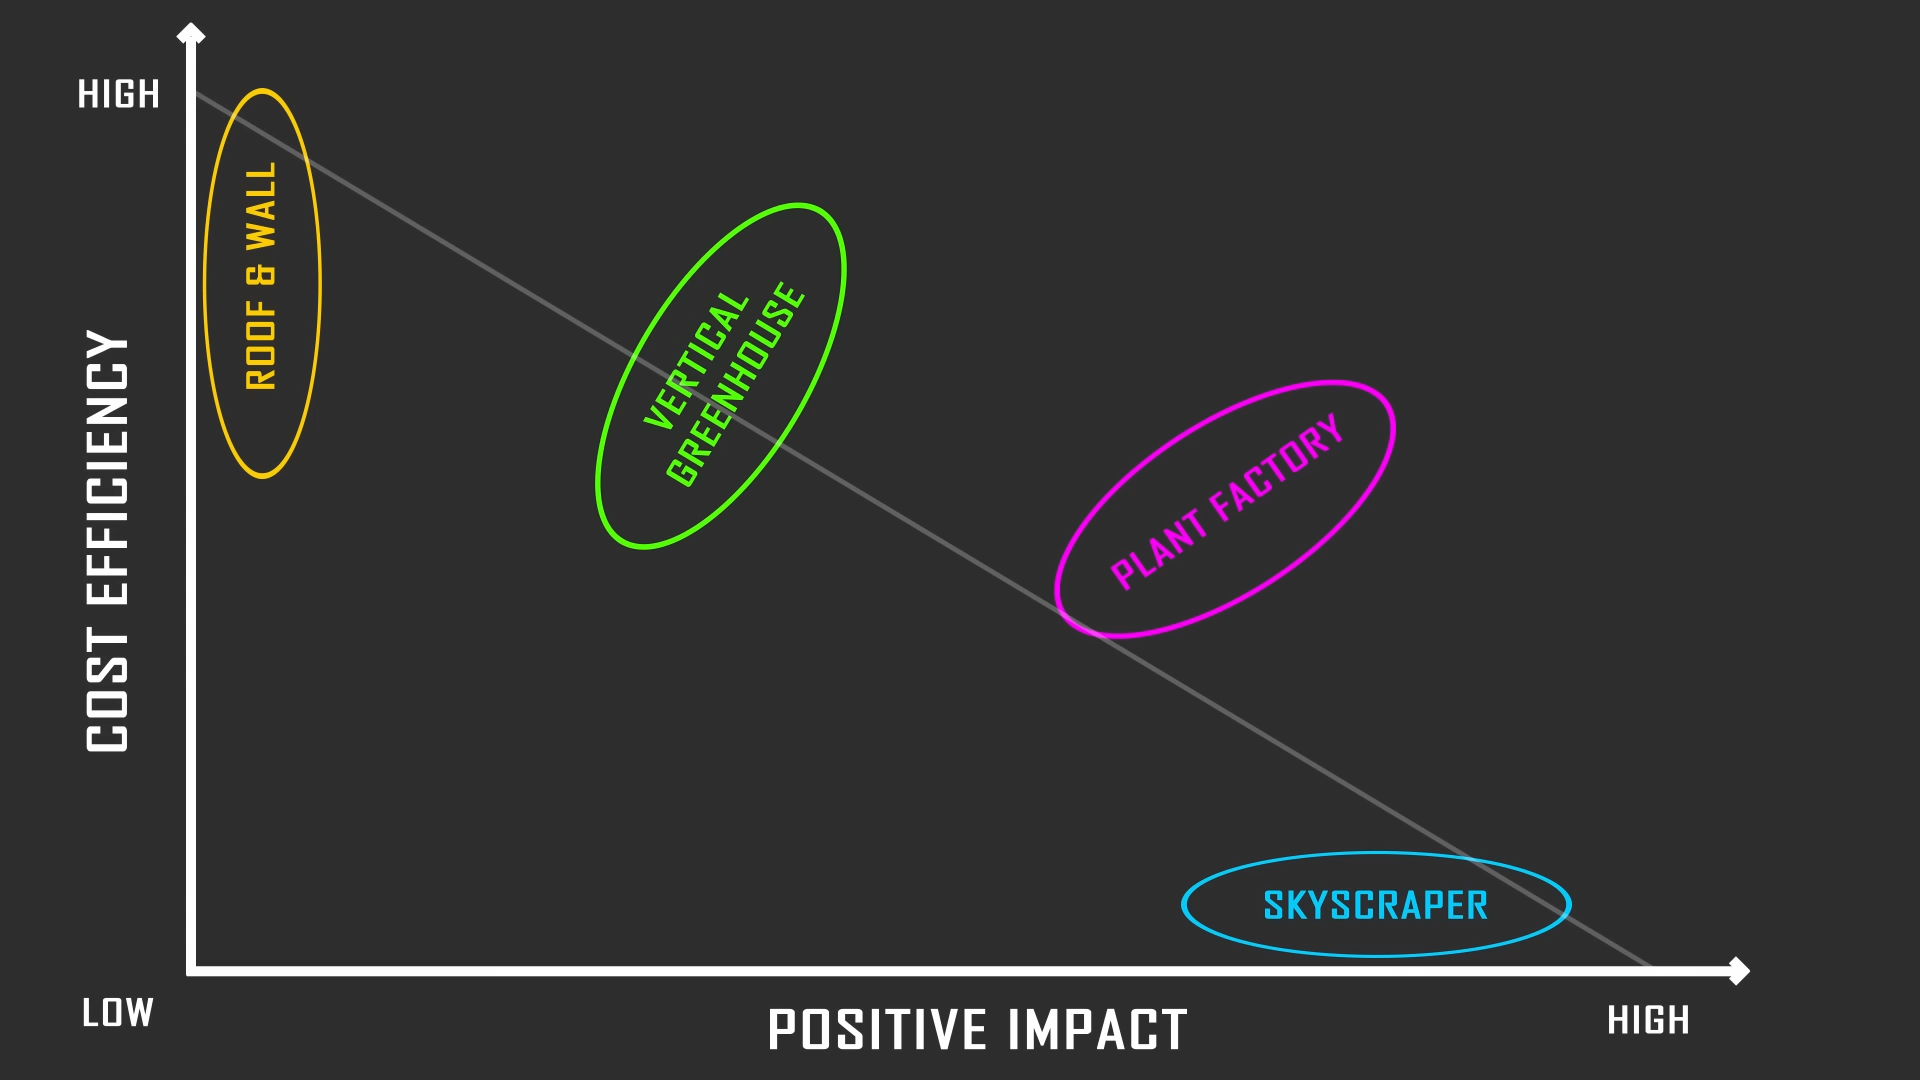 HIGH
ROOF & WALL
VERTICAL
GREENHOUSE
PLANT FACTORY
COST EFFICIENCY
SKYSCRAPER
LOW
POSITIVE IMPACT
HIGH